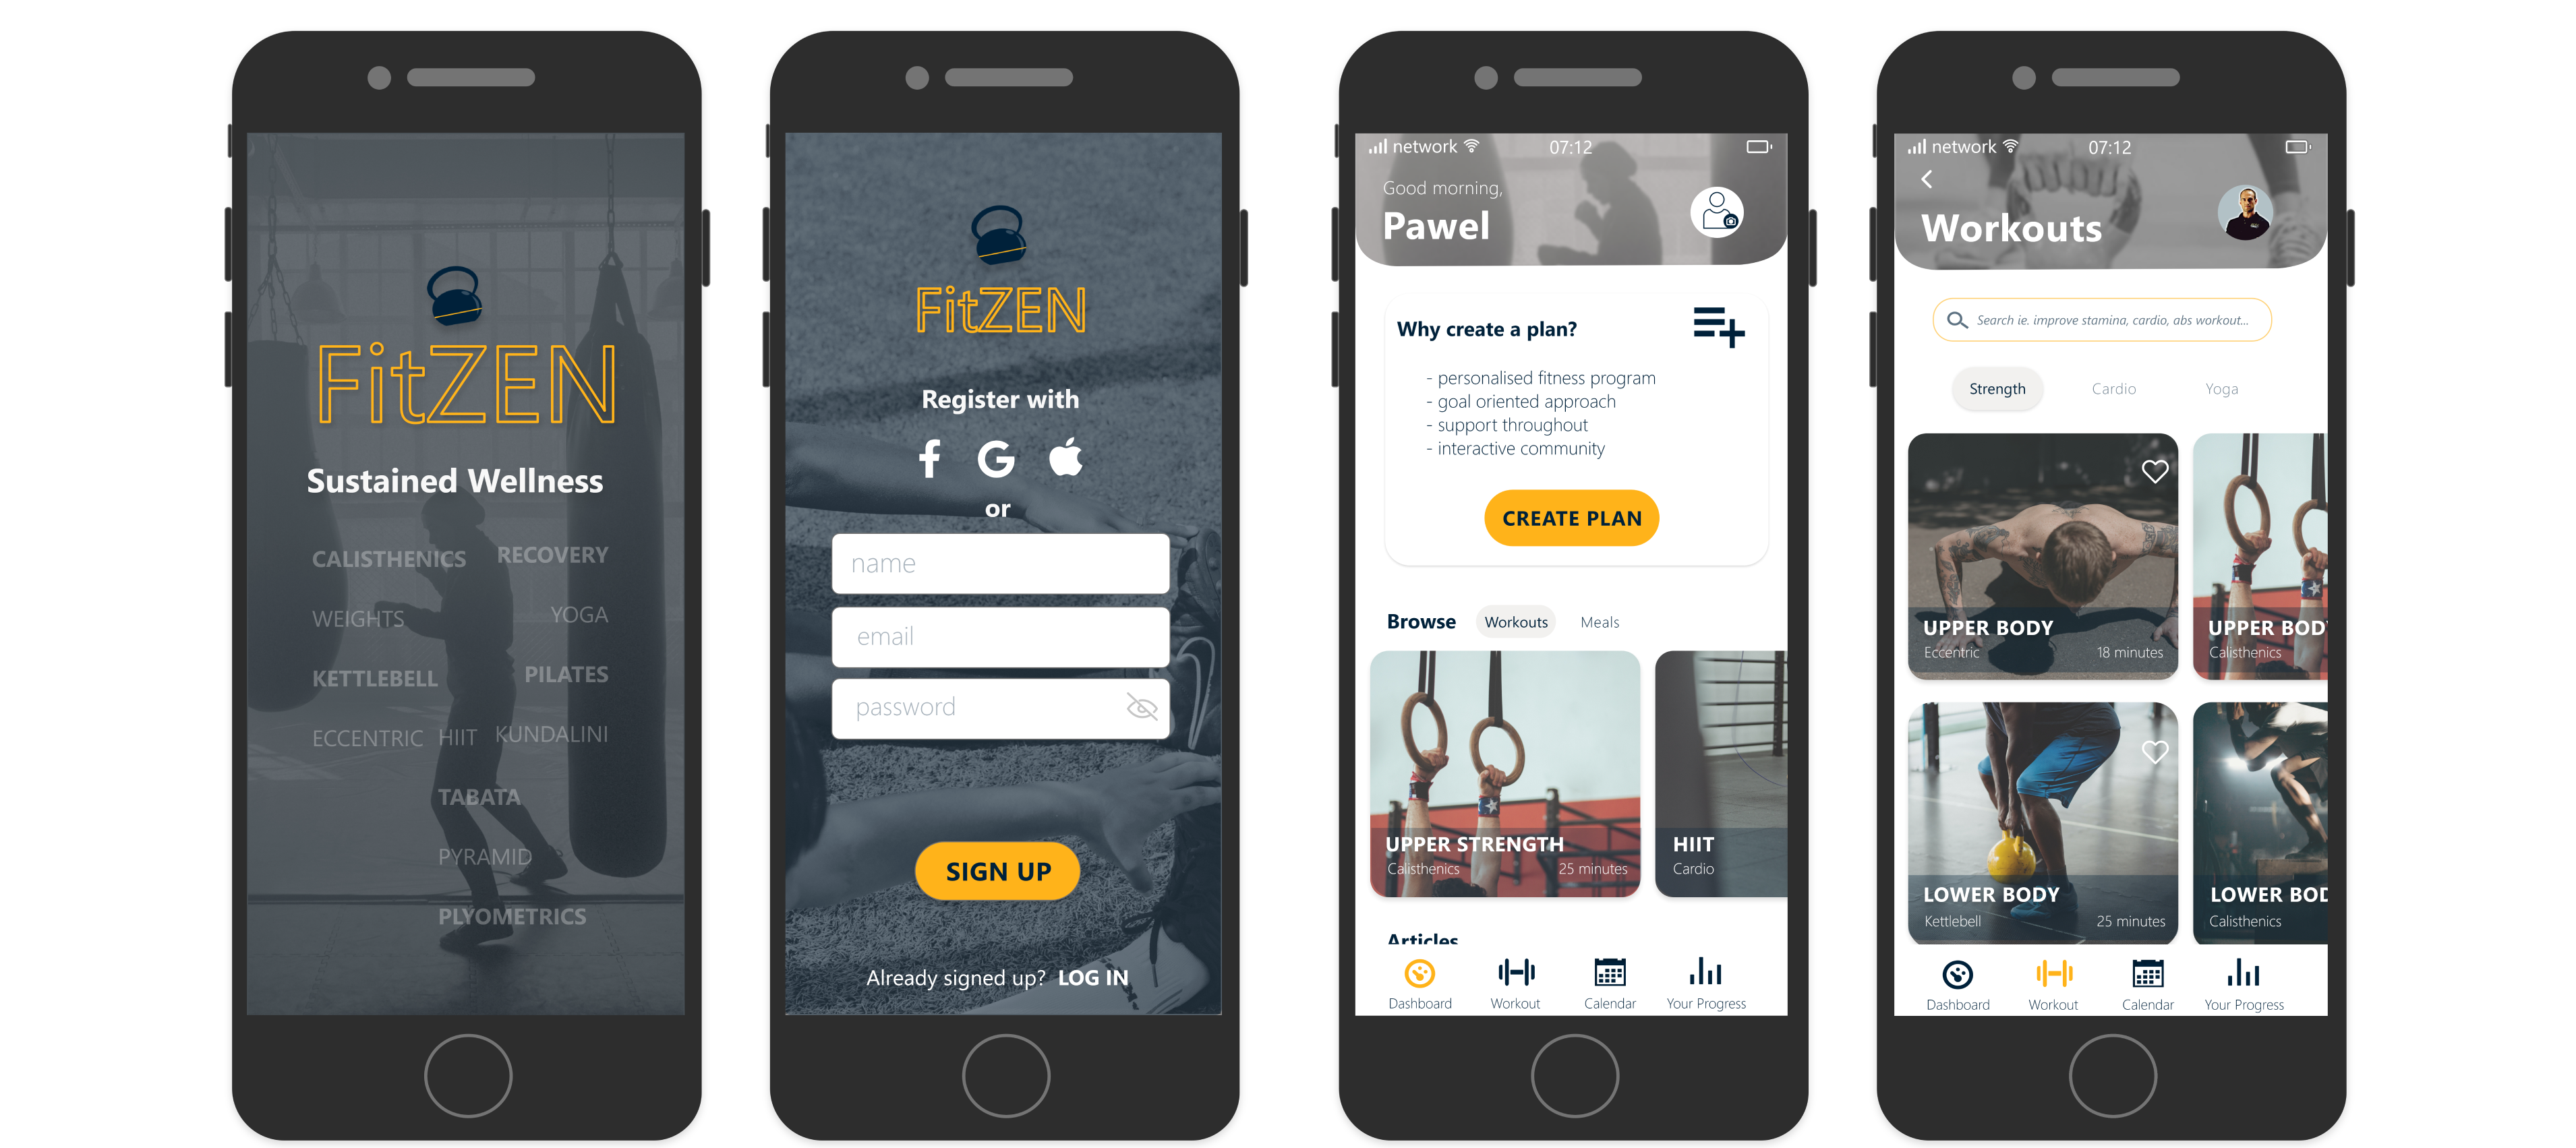 FitZEN
Sustained Wellness
CALISTHENICS RECOVERY
WEIGHTS YOGA
KETTLEBELL PILATES
ECCENTRIC HIIT KUNDALINI
TABATA
PYRAMID
PLYOMETRICS
FitZEN
Register with
f G
or
name
email
password
SIGN UP
Already signed up? LOG IN
network 07:12
Good morning,
Pawel
Why create a plan?
- personalised fitness program
- goal oriented approach
- support throughout
- interactive community
CREATE PLAN
Browse Workouts Meals
UPPER STRENGTH
Calisthenics 25 minutes
HIIT
Cardio
Articles
Dashboard Workout Calendar Your Progress
network 07:12
Workouts
Search ie. improve stamina, cardio, abs workout...
Strength Cardio Yoga
UPPER BODY
Eccentric 18 minutes
UPPER BODY
Calisthenics
LOWER BODY
Kettlebell 25 minutes
LOWER BOD
Calisthenics
Dashboard Workout Calendar Your Progress